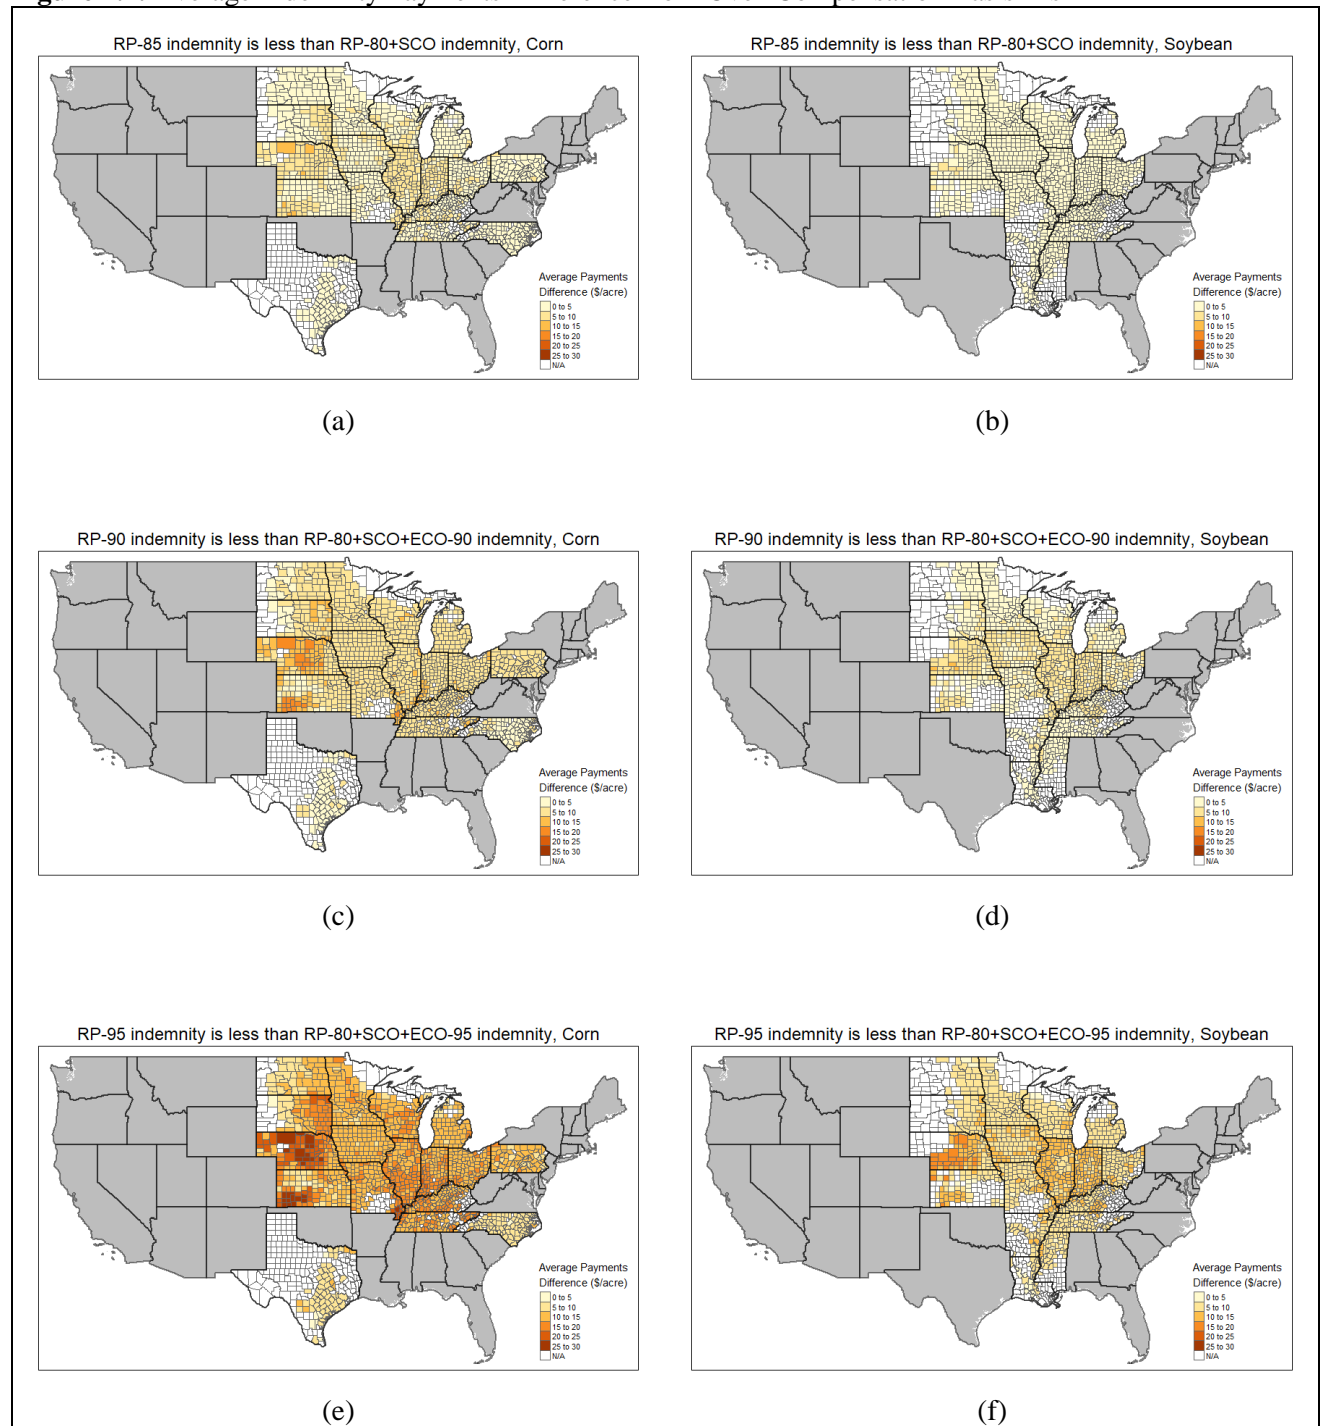 RP-85 indemnity is less than RP-80+SCO indemnity, Corn
RP-85 indemnity is less than RP-80+SCO indemnity, Soybean
Average Payments
Difference ($/acre)
0 to 5
5 to 10
10 to 15
15 to 20
20 to 25
25 to 30
N/A
Average Payments
Difference ($/acre)
0 to 5
5 to 10
10 to 15
15 to 20
20 to 25
25 to 30
N/A
(a)
(b)
RP-90 indemnity is less than RP-80+SCO+ECO-90 indemnity, Corn
RP-90 indemnity is less than RP-80+SCO+ECO-90 indemnity, Soybean
Average Payments
Difference ($/acre)
0 to 5
5 to 10
10 to 15
15 to 20
20 to 25
25 to 30
N/A
Average Payments
Difference ($/acre)
0 to 5
5 to 10
10 to 15
15 to 20
20 to 25
25 to 30
N/A
(c)
(d)
RP-95 indemnity is less than RP-80+SCO+ECO-95 indemnity, Corn
RP-95 indemnity is less than RP-80+SCO+ECO-95 indemnity, Soybean
Average Payments
Difference ($/acre)
0 to 5
5 to 10
10 to 15
15 to 20
20 to 25
25 to 30
N/A
Average Payments
Difference ($/acre)
0 to 5
5 to 10
10 to 15
15 to 20
20 to 25
25 to 30
N/A
(e)
(f)